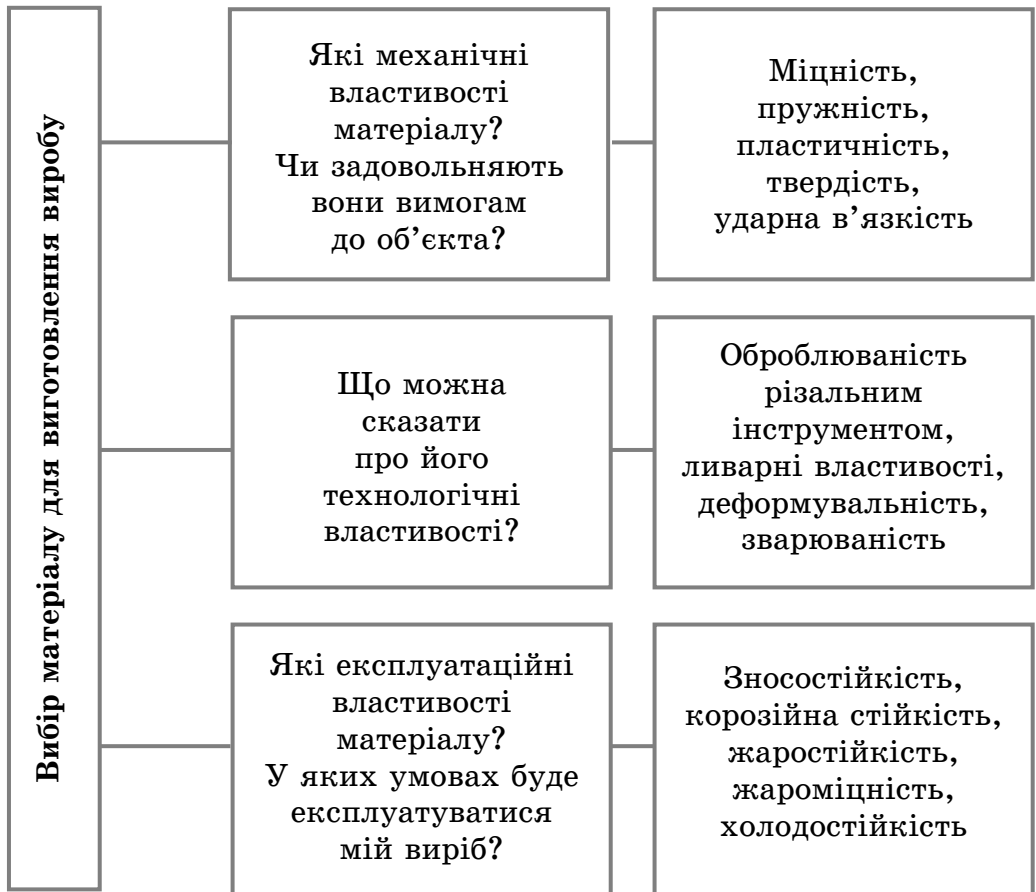 Вибір матеріалу для виготовлення виробу
Які механічні
властивості
матеріалу?
Чи задовольняють
вони вимогам
до об’єкта?
Міцність,
пружність,
пластичність,
твердість,
ударна в’язкість
Що можна
сказати
про його
технологічні
властивості?
Оброблюваність
різальним
інструментом,
ливарні властивості,
деформувальність,
зварюваність
Які експлуатаційні
властивості
матеріалу?
У яких умовах буде
експлуатуватися
мій виріб?
Зносостійкість,
корозійна стійкість,
жаростійкість,
жароміцність,
холодостійкість